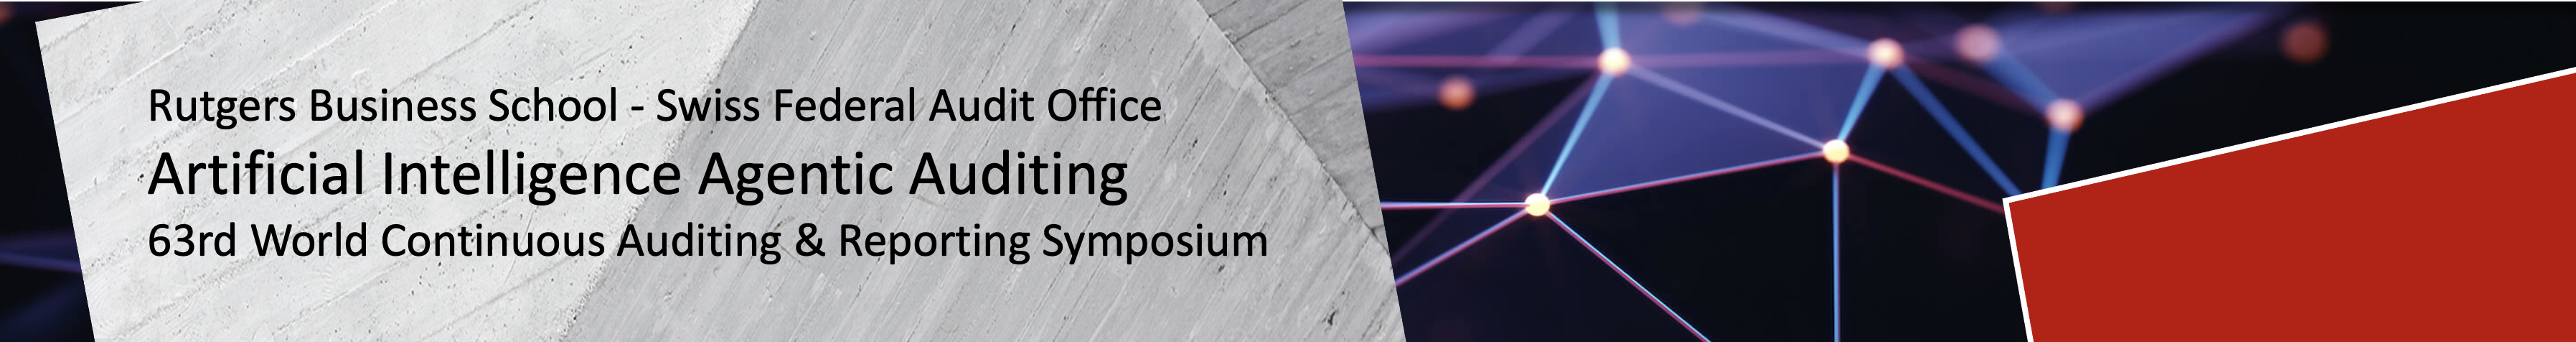 Rutgers Business School - Swiss Federal Audit Office
Artificial Intelligence Agentic Auditing
63rd World Continuous Auditing & Reporting Symposium